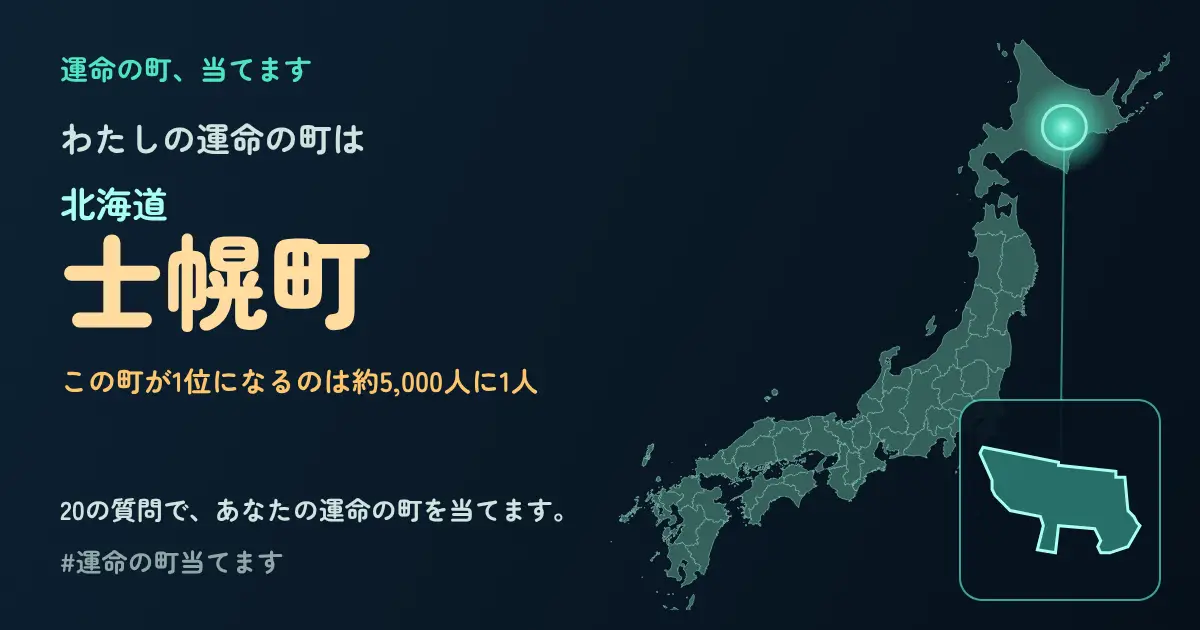 運命の町、当てます
わたしの運命の町は
北海道
士幌町
この町が1位になるのは約5,000人に1人
20の質問で、あなたの運命の町を当てます。
#運命の町当てます